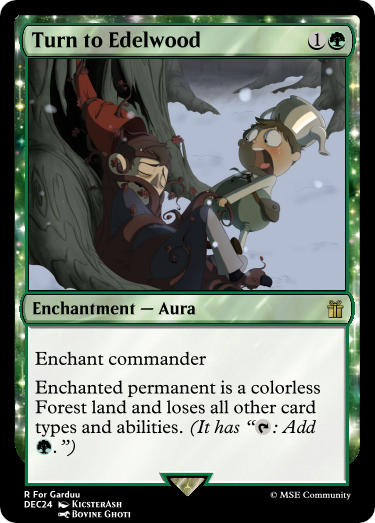 Turn to Edelwood 1
Enchantment — Aura
Enchant commander
Enchanted permanent is a colorless
Forest land and loses all other card
types and abilities. (It has “: Add
.”)
R For Garduu
DEC24 KicsterAsh
Bovine Ghoti
© MSE Community